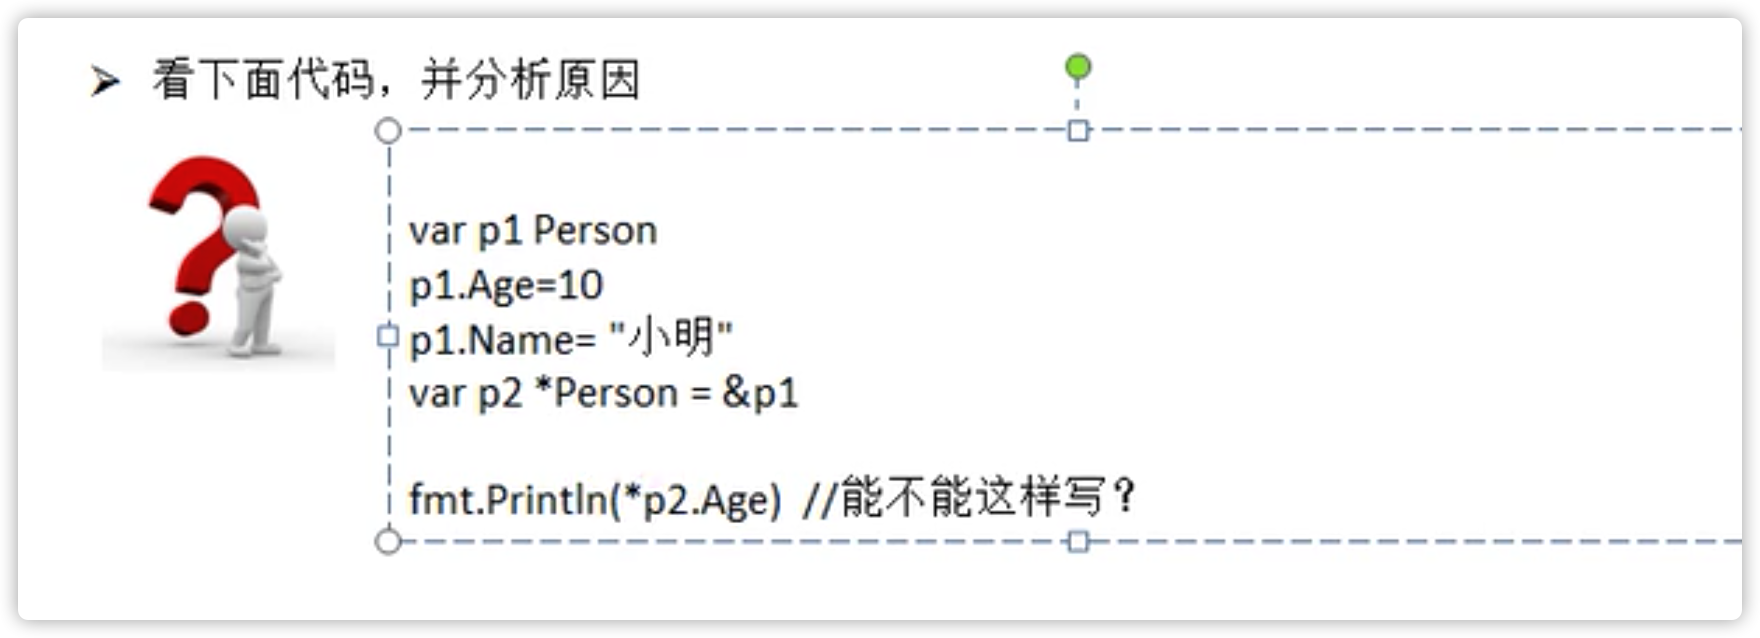 看下面代码，并分析原因
var p1 Person
p1.Age=10
p1.Name= "小明"
var p2 *Person = &p1
fmt.Println(*p2.Age) //能不能这样写？